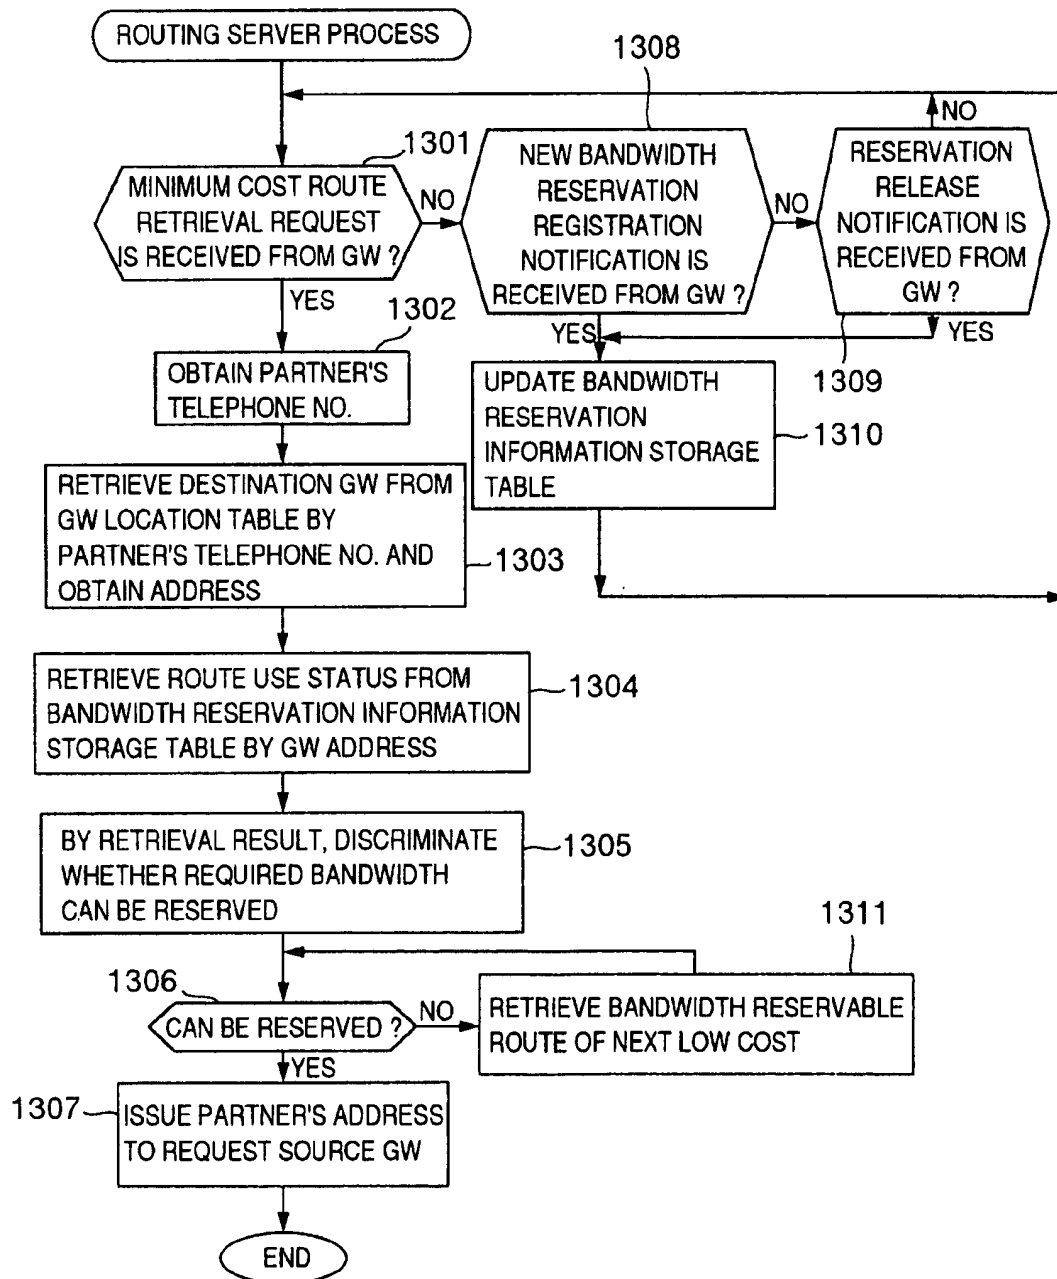 ROUTING SERVER PROCESS
1308
NO
1301
MINIMUM COST ROUTE
RETRIEVAL REQUEST
IS RECEIVED FROM GW ?
NO
NEW BANDWIDTH
RESERVATION
REGISTRATION
NOTIFICATION IS
RECEIVED FROM GW ?
NO
RESERVATION
RELEASE
NOTIFICATION IS
RECEIVED FROM
GW ?
YES
YES
YES
1302
1309
OBTAIN PARTNER'S
TELEPHONE NO.
UPDATE BANDWIDTH
RESERVATION
INFORMATION STORAGE
TABLE
1310
RETRIEVE DESTINATION GW FROM
GW LOCATION TABLE BY
PARTNER'S TELEPHONE NO. AND
OBTAIN ADDRESS
1303
RETRIEVE ROUTE USE STATUS FROM
BANDWIDTH RESERVATION INFORMATION
STORAGE TABLE BY GW ADDRESS
1304
BY RETRIEVAL RESULT, DISCRIMINATE
WHETHER REQUIRED BANDWIDTH
CAN BE RESERVED
1305
1311
1306
CAN BE RESERVED ?
NO
RETRIEVE BANDWIDTH RESERVABLE
ROUTE OF NEXT LOW COST
YES
1307
ISSUE PARTNER'S ADDRESS
TO REQUEST SOURCE GW
END